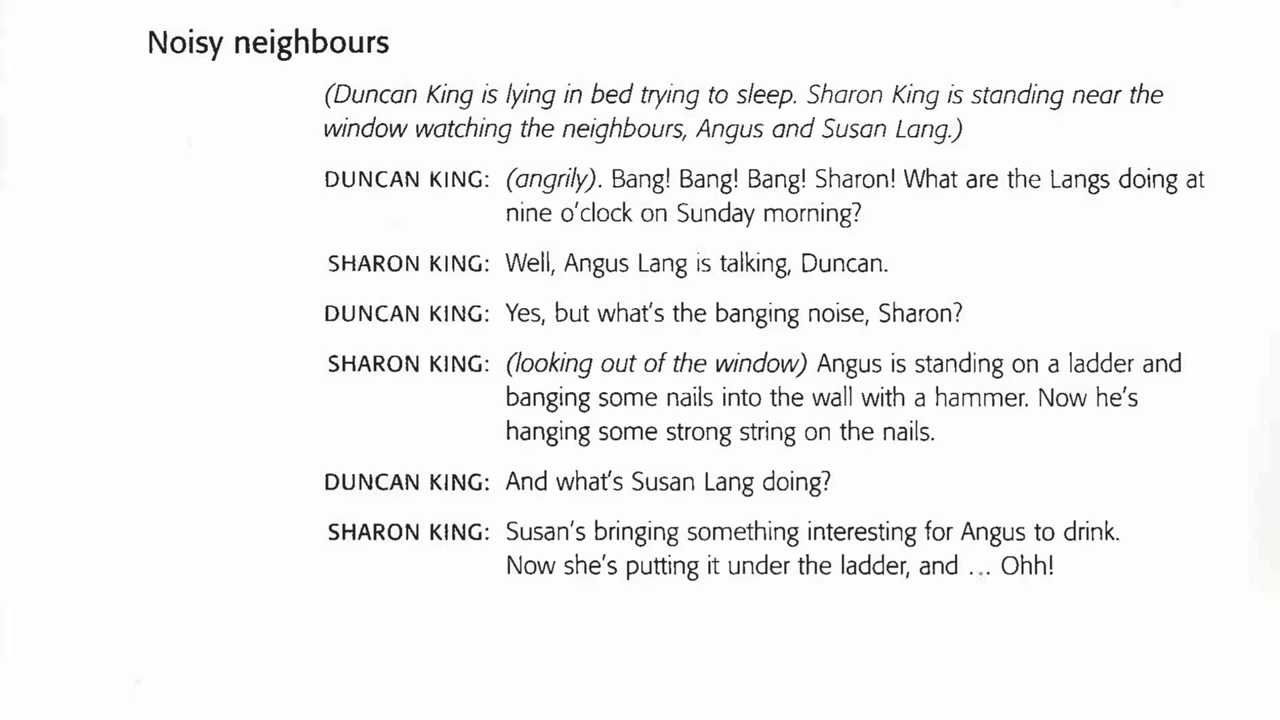 Noisy neighbours
(Duncan King is lying in bed trying to sleep. Sharon King is standing near the
window watching the neighbours, Angus and Susan Lang.)
DUNCAN KING: (angrily). Bang! Bang! Bang! Sharon! What are the Langs doing at
nine o'clock on Sunday morning?
SHARON KING: Well, Angus Lang is talking, Duncan.
DUNCAN KING: Yes, but what's the banging noise, Sharon?
SHARON KING: (looking out of the window) Angus is standing on a ladder and
banging some nails into the wall with a hammer. Now he's
hanging some strong string on the nails.
DUNCAN KING: And what's Susan Lang doing?
SHARON KING: Susan's bringing something interesting for Angus to drink.
Now she's putting it under the ladder, and ... Ohh!